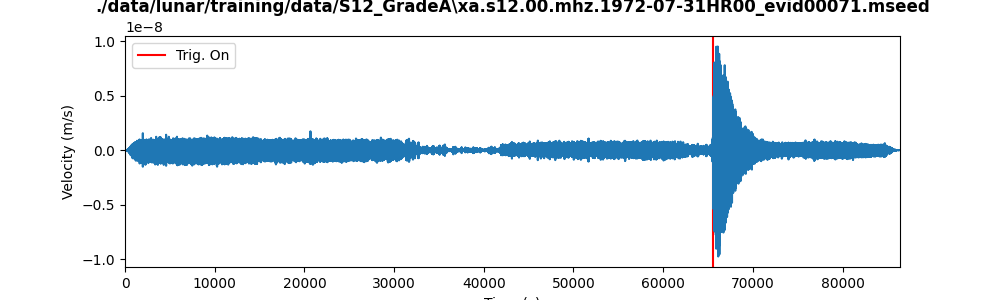 ./data/lunar/training/data/S12_GradeA\xa.s12.00.mhz.1972-07-31HR00_evid00071.mseed
1e−8
1.0
0.5
0.0
−0.5
−1.0
Velocity (m/s)
Trig. On
0 10000 20000 30000 40000 50000 60000 70000 80000